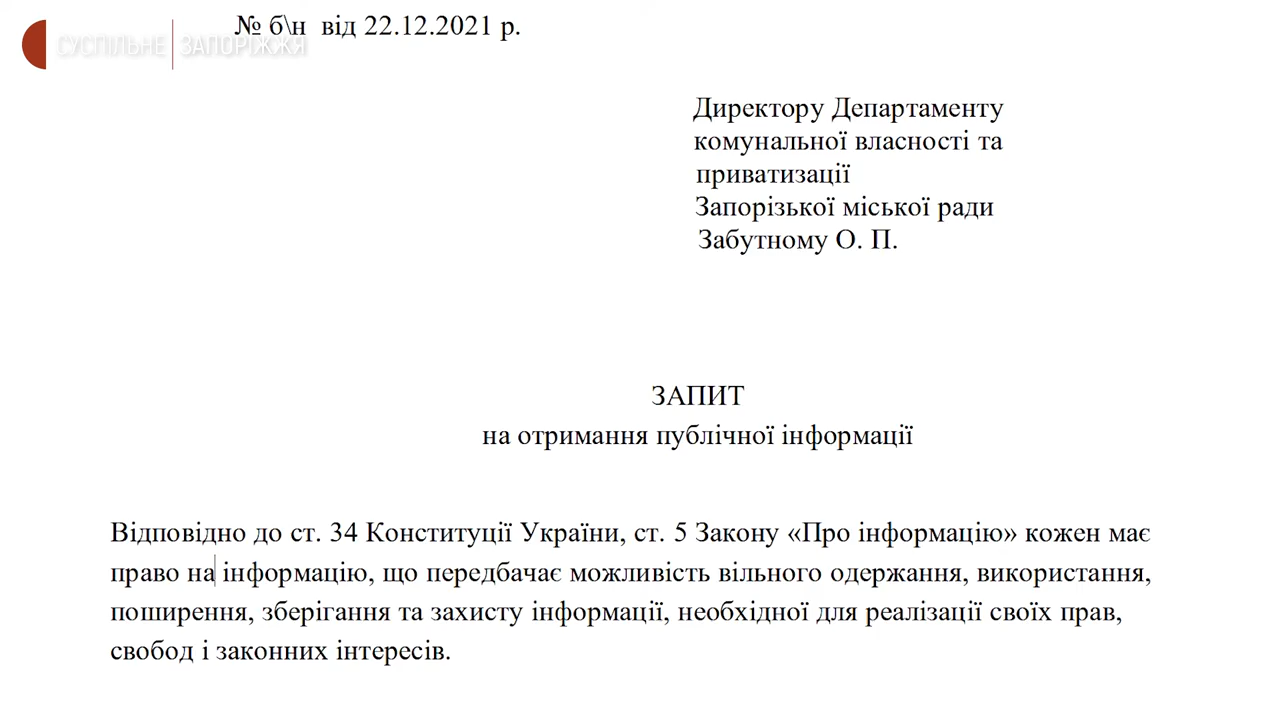 № б\н від 22.12.2021 р.
СУСПІЛЬНЕ ЗАПОРІЖЖЯ
Директору Департаменту
комунальної власності та
приватизації
Запорізької міської ради
Забутному О. П.
ЗАПИТ
на отримання публічної інформації
Відповідно до ст. 34 Конституції України, ст. 5 Закону «Про інформацію» кожен має
право на інформацію, що передбачає можливість вільного одержання, використання,
поширення, зберігання та захисту інформації, необхідної для реалізації своїх прав,
свобод і законних інтересів.